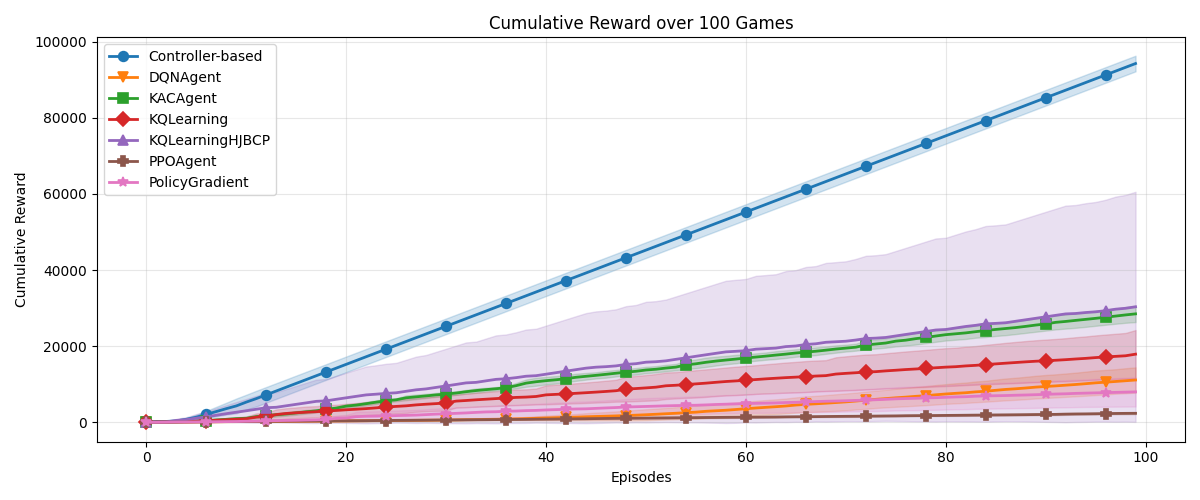 Cumulative Reward over 100 Games
100000
80000
60000
40000
20000
0
Cumulative Reward
Controller-based
DQNAgent
KACAgent
KQLearning
KQLearningHJBCP
PPOAgent
PolicyGradient
0 20 40 60 80 100
Episodes